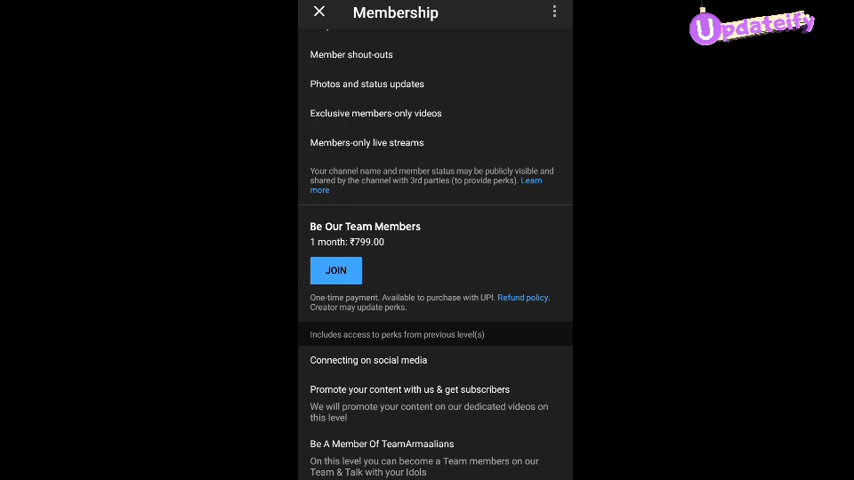 Membership
Updateify
Member shout-outs
Photos and status updates
Exclusive members-only videos
Members-only live streams
Your channel name and member status may be publicly visible and
shared by the channel with 3rd parties (to provide perks). Learn
more
Be Our Team Members
1 month: ₹799.00
JOIN
One-time payment. Available to purchase with UPI. Refund policy.
Creator may update perks.
Includes access to perks from previous level(s)
Connecting on social media
Promote your content with us & get subscribers
We will promote your content on our dedicated videos on
this level
Be A Member Of TeamArmaalians
On this level you can become a Team members on our
Team & Talk with your Idols